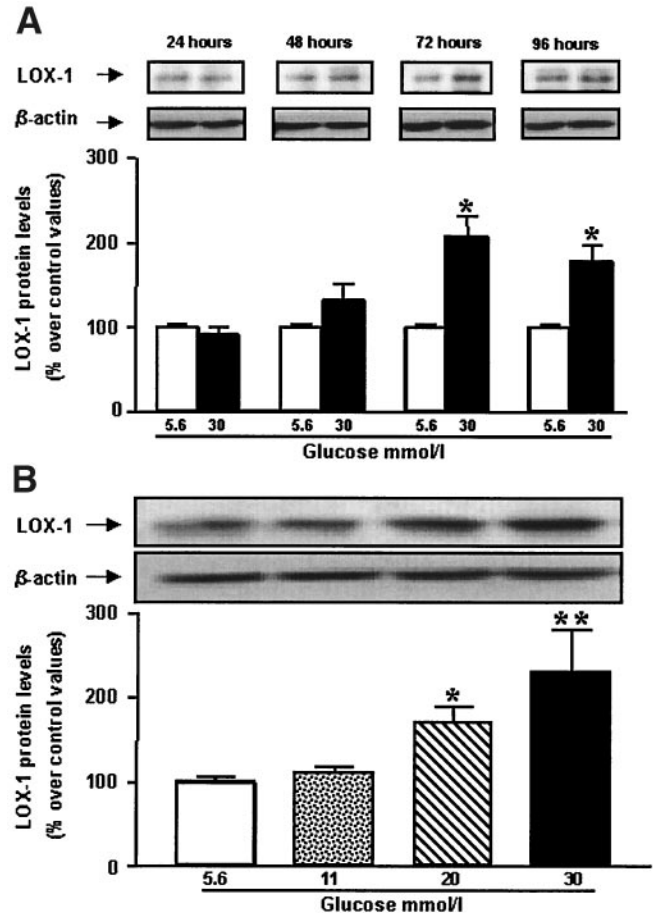 A
24 hours 48 hours 72 hours 96 hours
LOX-1
β-actin
LOX-1 protein levels
(% over control values)
300
200
100
0
* *
5.6 30 5.6 30 5.6 30 5.6 30
Glucose mmol/l
B
LOX-1
β-actin
LOX-1 protein levels
(% over control values)
300
200
100
0
* **
5.6 11 20 30
Glucose mmol/l